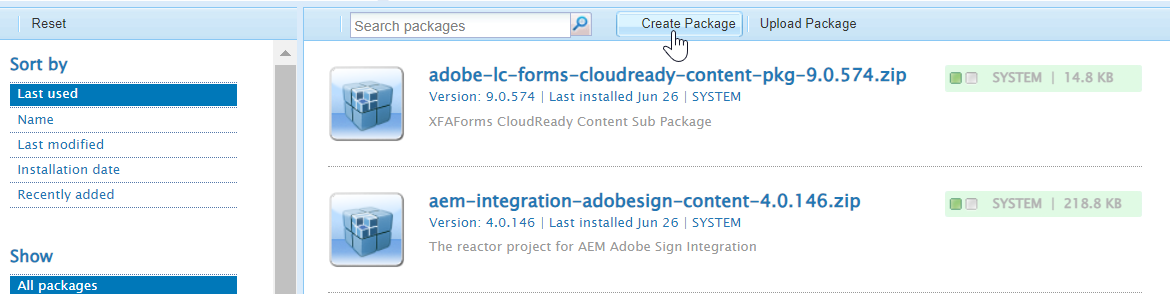 Reset
Search packages
Create Package
Upload Package
Sort by
Last used
Name
Last modified
Installation date
Recently added
Show
All packages
adobe-lc-forms-cloudready-content-pkg-9.0.574.zip
Version: 9.0.574 | Last installed Jun 26 | SYSTEM
XFAForms CloudReady Content Sub Package
SYSTEM | 14.8 KB
aem-integration-adobesign-content-4.0.146.zip
Version: 4.0.146 | Last installed Jun 26 | SYSTEM
The reactor project for AEM Adobe Sign Integration
SYSTEM | 218.8 KB